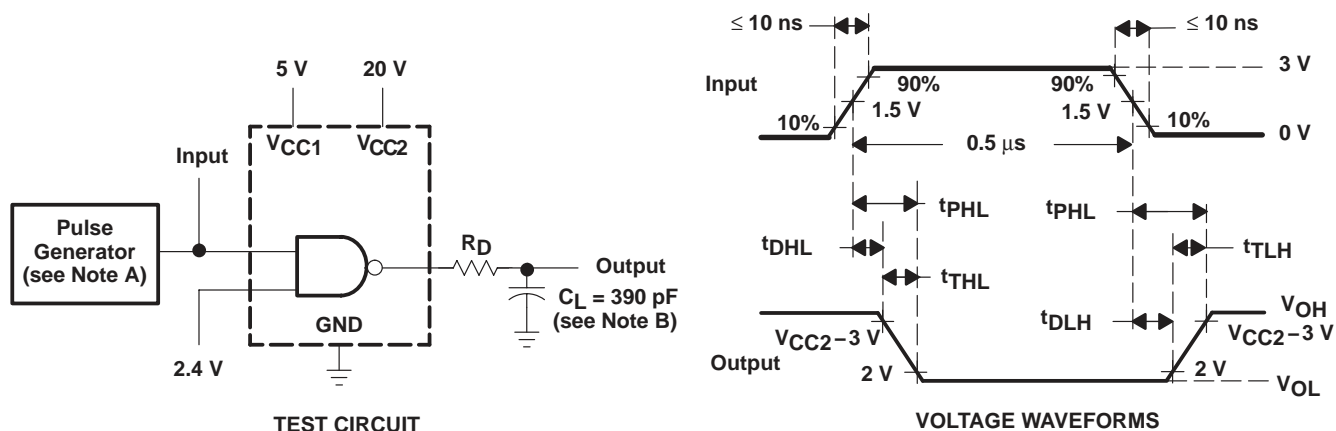 5 V
20 V
VCC1
VCC2
Input
Pulse
Generator
(see Note A)
RD
Output
CL = 390 pF
(see Note B)
GND
2.4 V
TEST CIRCUIT
≤ 10 ns
≤ 10 ns
Input
3 V
90%
90%
1.5 V
1.5 V
10%
10%
0 V
0.5 µs
tPHL
tPHL
tDHL
tTLH
tTHL
VOH
tDLH
VCC2−3 V
VCC2−3 V
Output
2 V
2 V
VOL
VOLTAGE WAVEFORMS